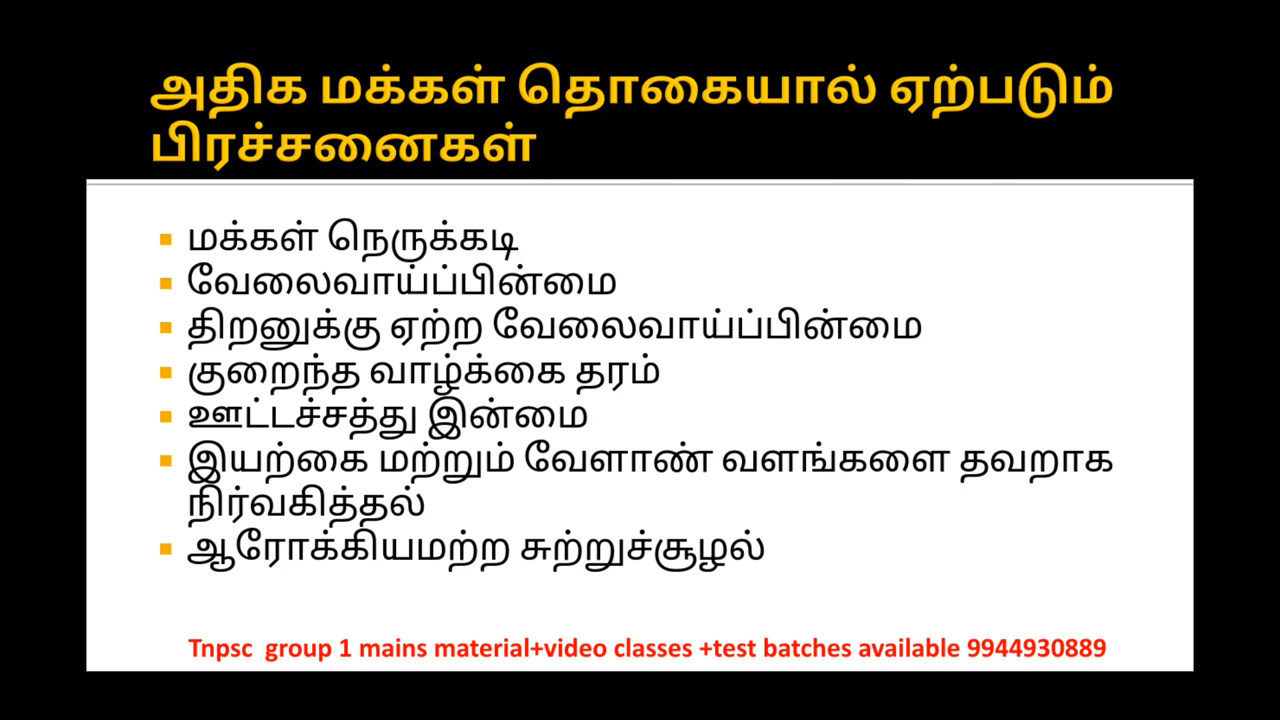 அதிக மக்கள் தொகையால் ஏற்படும்
பிரச்சனைகள்
▪ மக்கள் நெருக்கடி
▪ வேலைவாய்ப்பின்மை
▪ திறனுக்கு ஏற்ற வேலைவாய்ப்பின்மை
▪ குறைந்த வாழ்க்கை தரம்
▪ ஊட்டச்சத்து இன்மை
▪ இயற்கை மற்றும் வேளாண் வளங்களை தவறாக
நிர்வகித்தல்
▪ ஆரோக்கியமற்ற சுற்றுச்சூழல்
Tnpsc  group 1 mains material+video classes +test batches available 9944930889